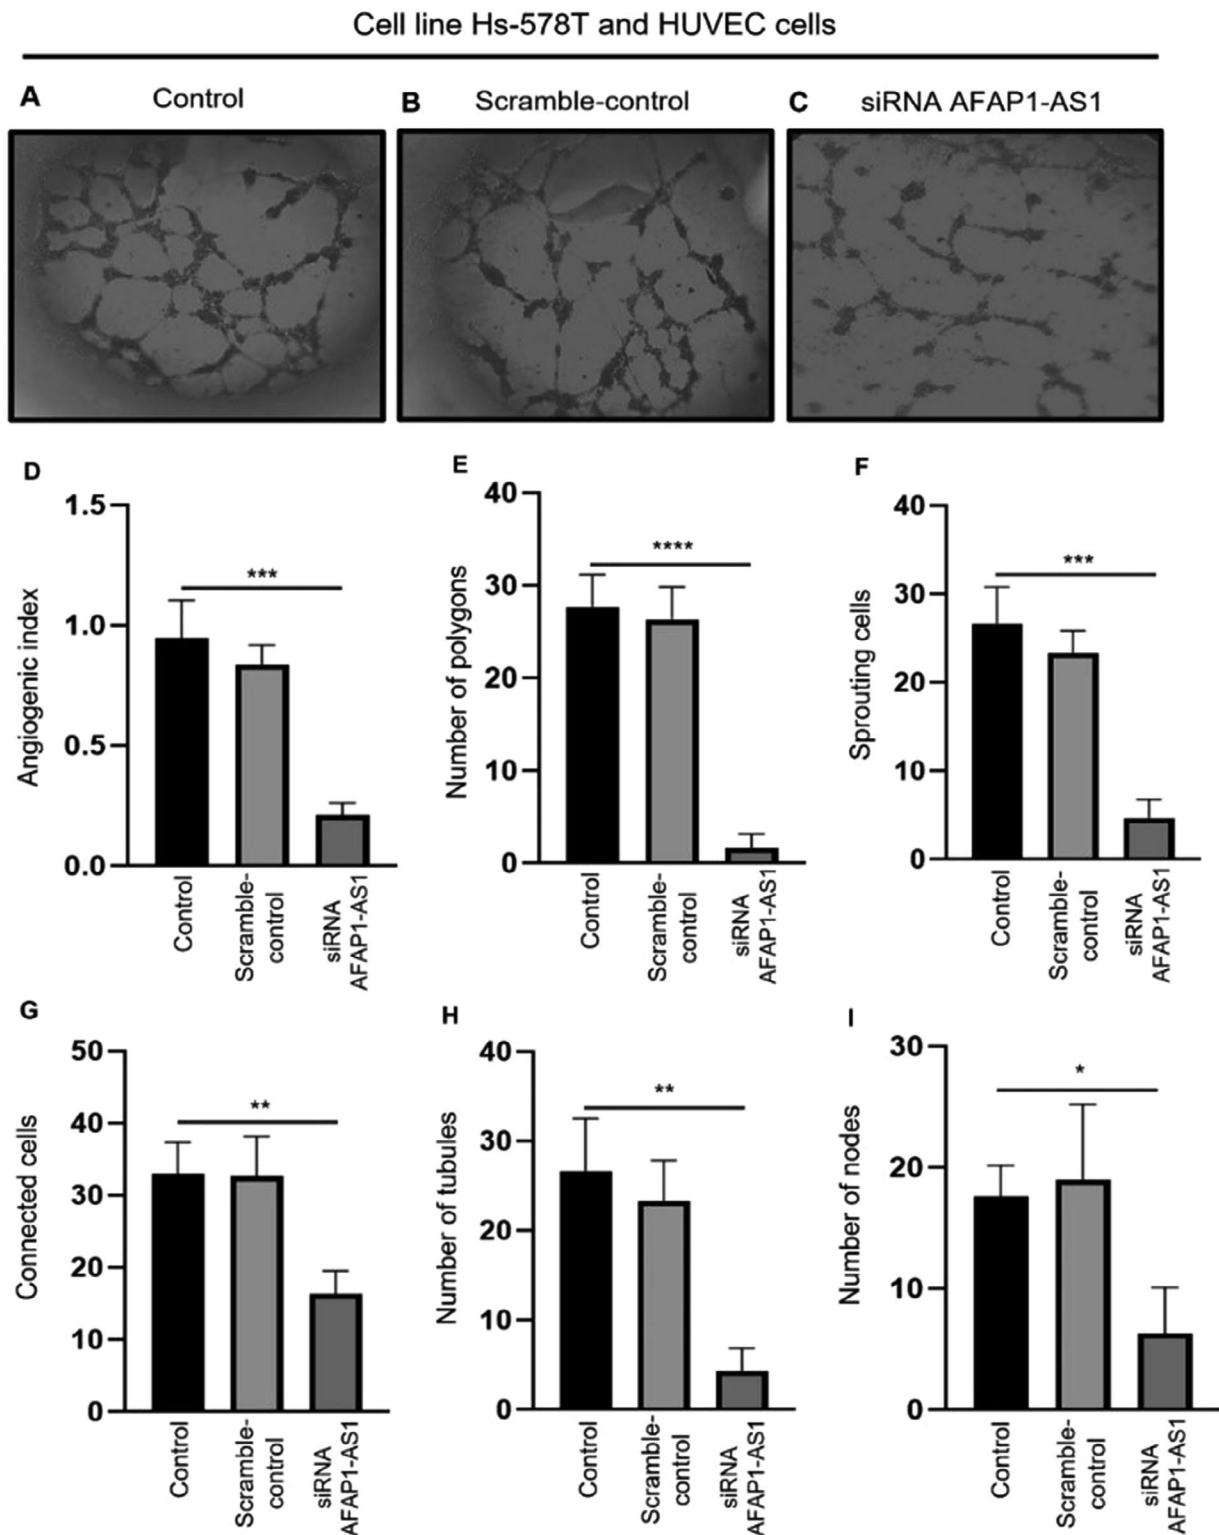 Cell line Hs-578T and HUVEC cells
A Control
B Scramble-control
C siRNA AFAP1-AS1
D
Angiogenic index
1.5
1.0
0.5
0.0
***
Control
Scramble-
control
siRNA
AFAP1-AS1
E
Number of polygons
40
30
20
10
0
****
Control
Scramble-
control
siRNA
AFAP1-AS1
F
Sprouting cells
40
30
20
10
0
***
Control
Scramble-
control
siRNA
AFAP1-AS1
G
Connected cells
50
40
30
20
10
0
**
Control
Scramble-
control
siRNA
AFAP1-AS1
H
Number of tubules
40
30
20
10
0
**
Control
Scramble-
control
siRNA
AFAP1-AS1
I
Number of nodes
30
20
10
0
*
Control
Scramble-
control
siRNA
AFAP1-AS1